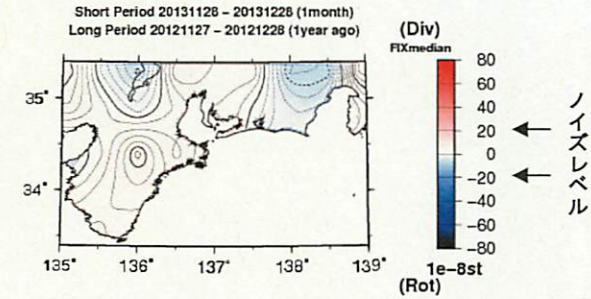 Short Period 20131128 – 20131228 (1month)
Long Period 20121127 – 20121228 (1year ago)
(Div)
FIXmedian
80
60
40
20
0
−20
−40
−60
−80
ノイズレベル
35°
34°
135°
136°
137°
138°
139°
1e−8st
(Rot)